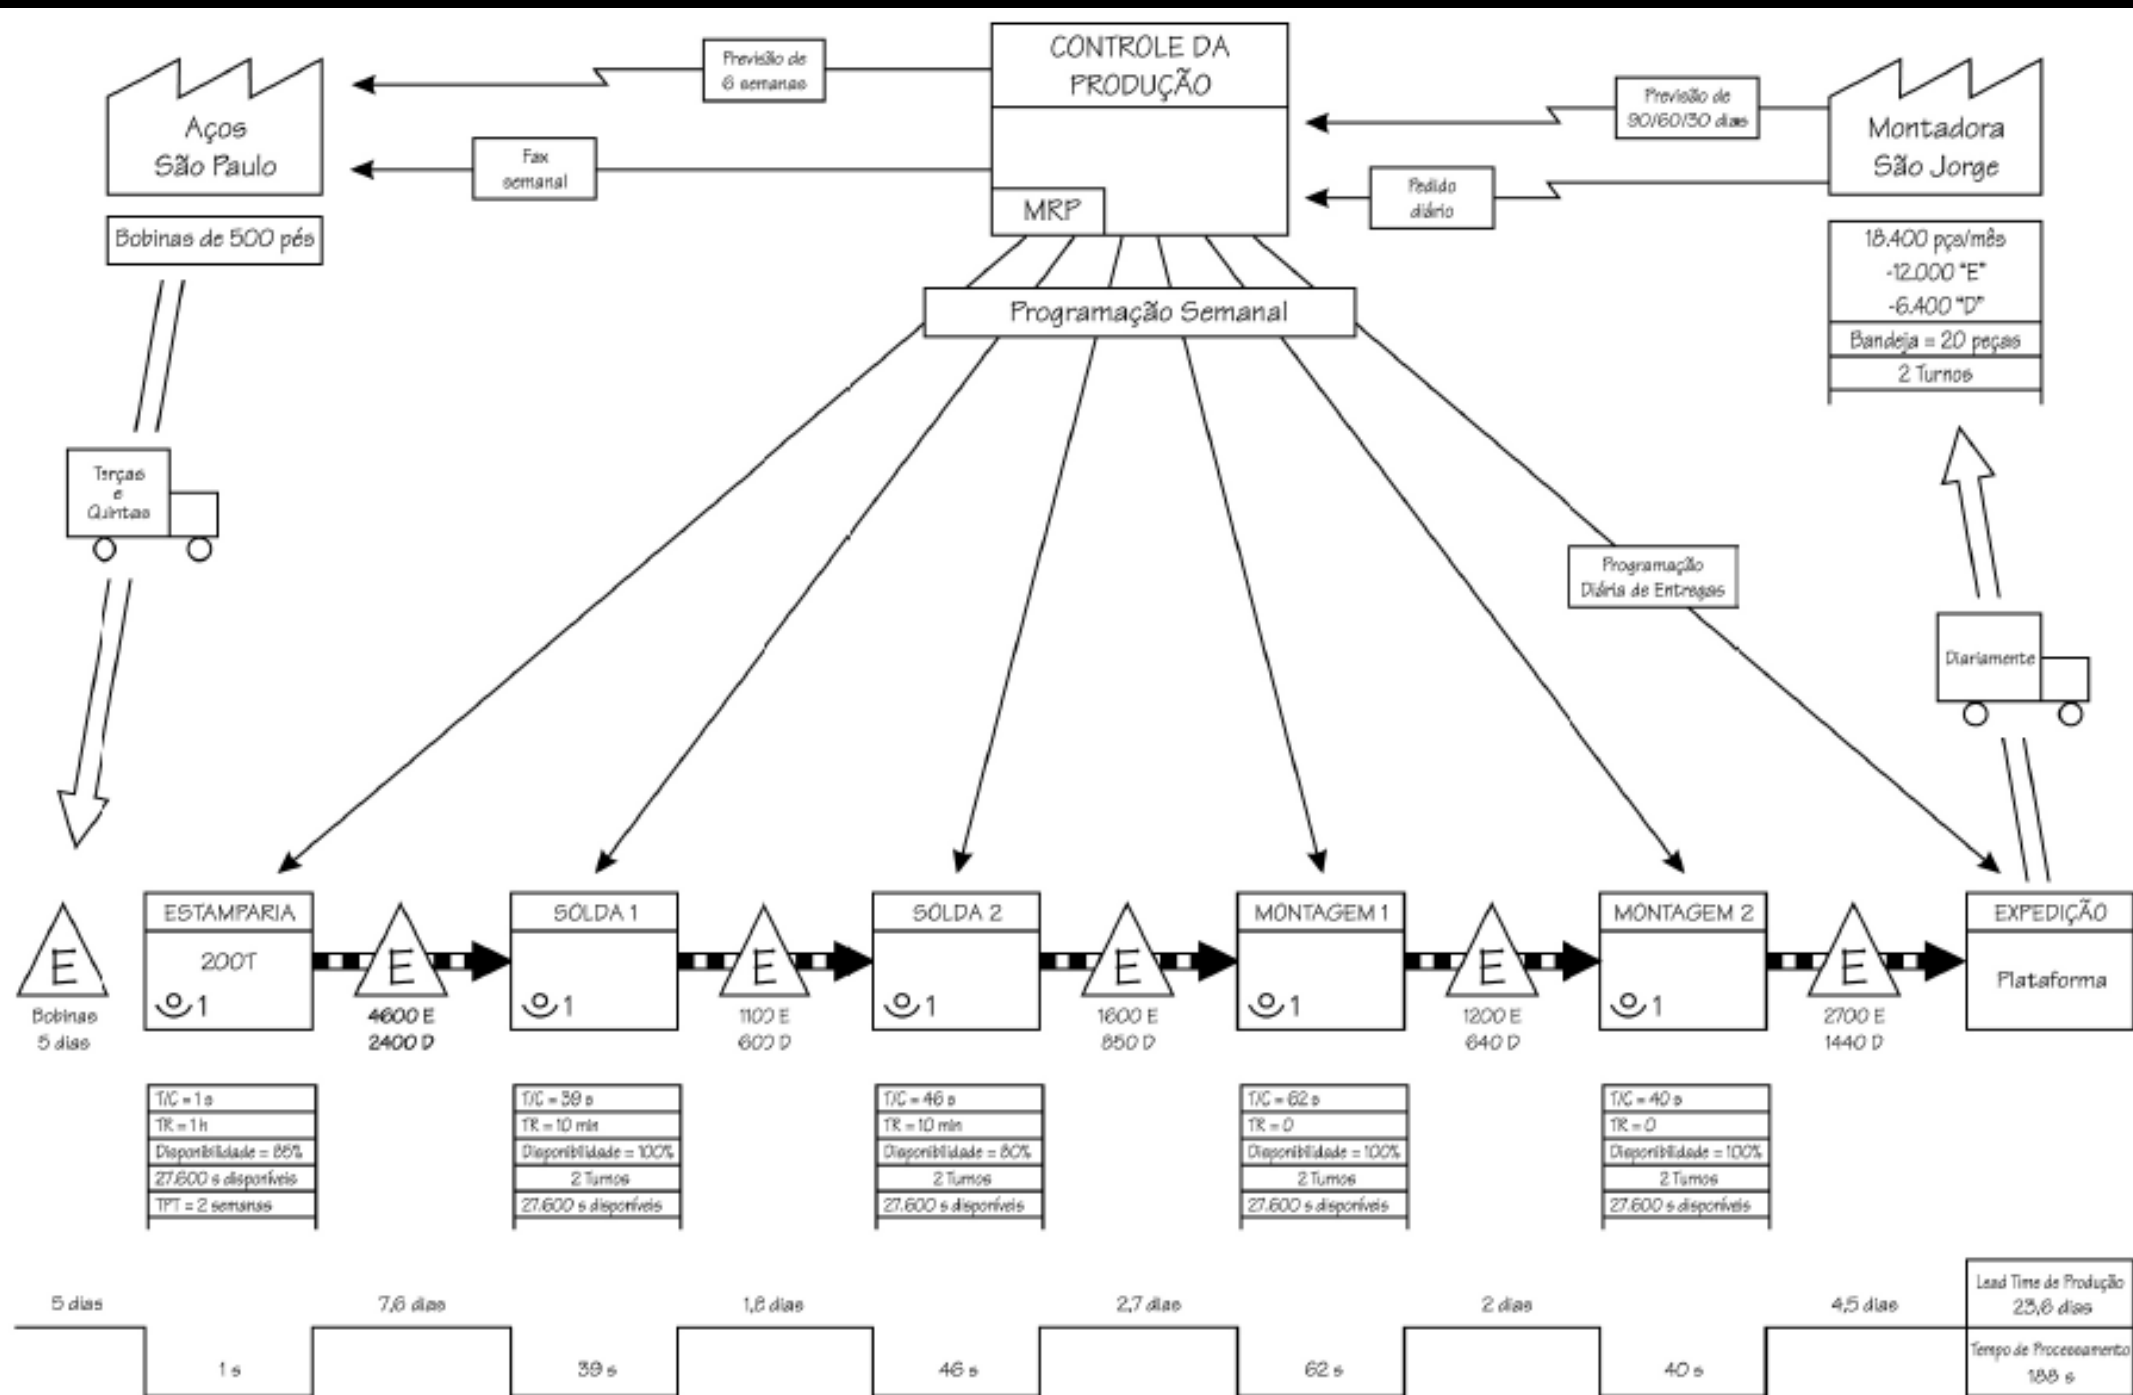 Aços
São Paulo
Bobinas de 500 pés
Previsão de
6 semanas
Fax
semanal
CONTROLE DA
PRODUÇÃO
MRP
Previsão de
90/60/30 dias
Pedido
diário
Montadora
São Jorge
18.400 pçs/mês
-12.000 "E"
-6.400 "D"
Bandeja = 20 peças
2 Turnos
Programação Semanal
Terças
e
Quintas
Programação
Diária de Entregas
Diariamente
E
Bobinas
5 dias
ESTAMPARIA
200T
1
E
4600 E
2400 D
SOLDA 1
1
E
1100 E
600 D
SOLDA 2
1
E
1600 E
850 D
MONTAGEM 1
1
E
1200 E
640 D
MONTAGEM 2
1
E
2700 E
1440 D
EXPEDIÇÃO
Plataforma
T/C = 1 s
TR = 1 h
Disponibilidade = 85%
27.600 s disponíveis
TPT = 2 semanas
T/C = 39 s
TR = 10 min
Disponibilidade = 100%
2 Turnos
27.600 s disponíveis
T/C = 46 s
TR = 10 min
Disponibilidade = 80%
2 Turnos
27.600 s disponíveis
T/C = 62 s
TR = 0
Disponibilidade = 100%
2 Turnos
27.600 s disponíveis
T/C = 40 s
TR = 0
Disponibilidade = 100%
2 Turnos
27.600 s disponíveis
5 dias
1 s
7,6 dias
39 s
1,8 dias
46 s
2,7 dias
62 s
2 dias
40 s
4,5 dias
Lead Time de Produção
23,6 dias
Tempo de Processamento
188 s